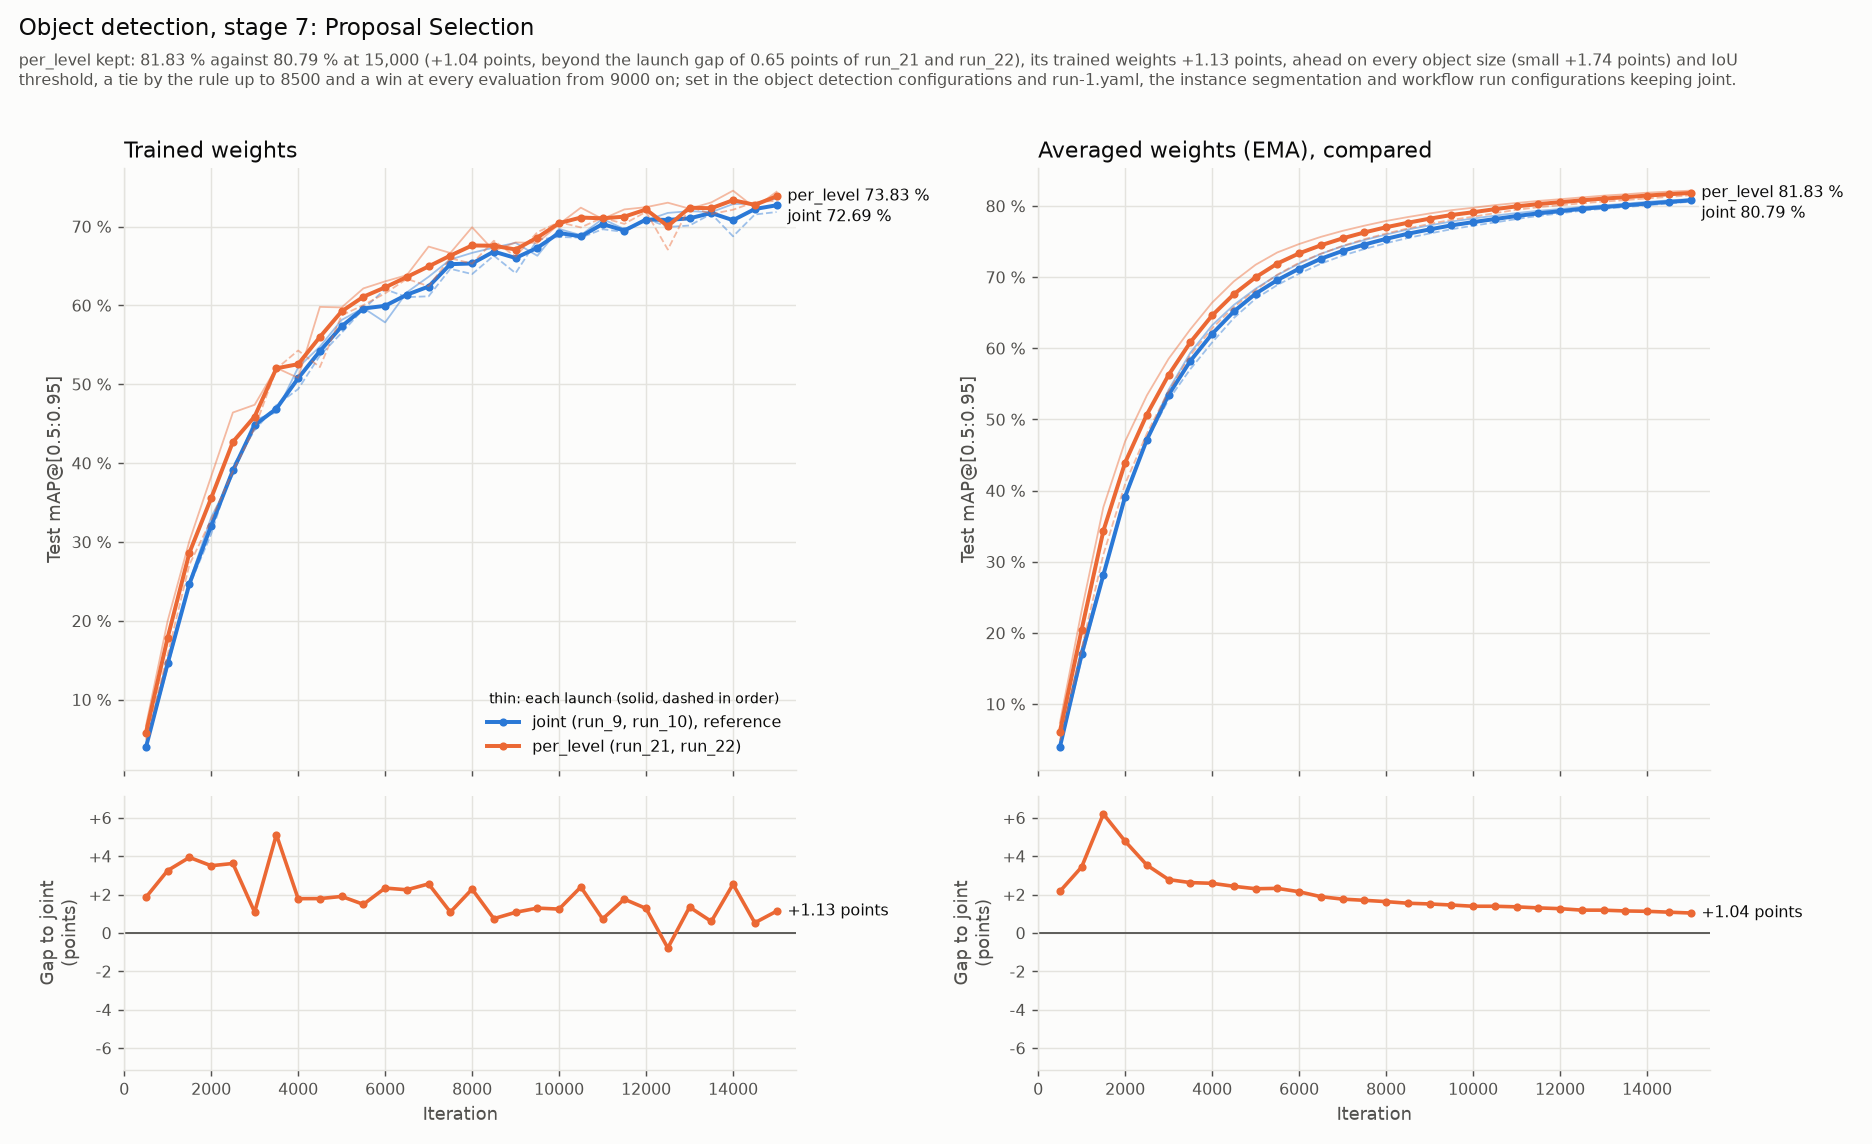 Object detection, stage 7: Proposal Selection
per_level kept: 81.83 % against 80.79 % at 15,000 (+1.04 points, beyond the launch gap of 0.65 points of run_21 and run_22), its trained weights +1.13 points, ahead on every object size (small +1.74 points) and IoU
threshold, a tie by the rule up to 8500 and a win at every evaluation from 9000 on; set in the object detection configurations and run-1.yaml, the instance segmentation and workflow run configurations keeping joint.
Trained weights
Test mAP@[0.5:0.95]
70 %
60 %
50 %
40 %
30 %
20 %
10 %
per_level 73.83 %
joint 72.69 %
thin: each launch (solid, dashed in order)
joint (run_9, run_10), reference
per_level (run_21, run_22)
Averaged weights (EMA), compared
Test mAP@[0.5:0.95]
80 %
70 %
60 %
50 %
40 %
30 %
20 %
10 %
per_level 81.83 %
joint 80.79 %
Gap to joint
(points)
+6
+4
+2
0
-2
-4
-6
+1.13 points
0 2000 4000 6000 8000 10000 12000 14000
Iteration
Gap to joint
(points)
+6
+4
+2
0
-2
-4
-6
+1.04 points
0 2000 4000 6000 8000 10000 12000 14000
Iteration